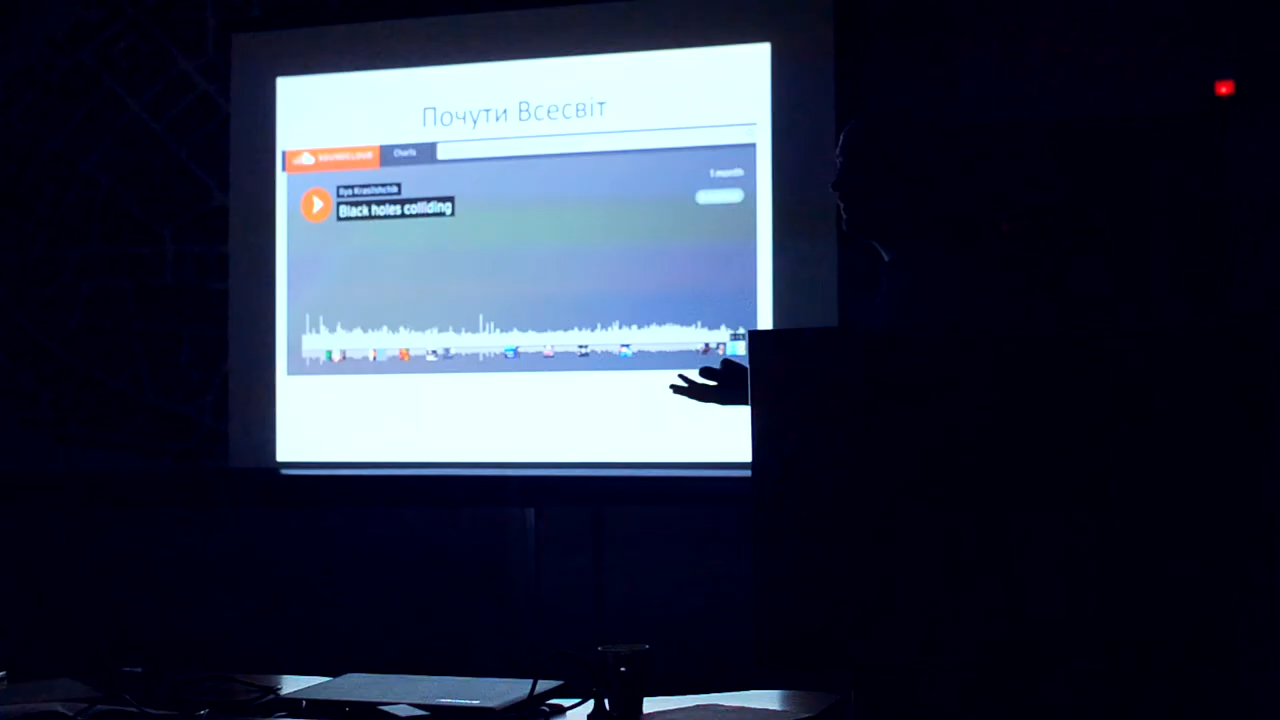 Почути Всесвіт
SOUNDCLOUD Charts
Ilya Krasilshchik
1 month
Black holes colliding